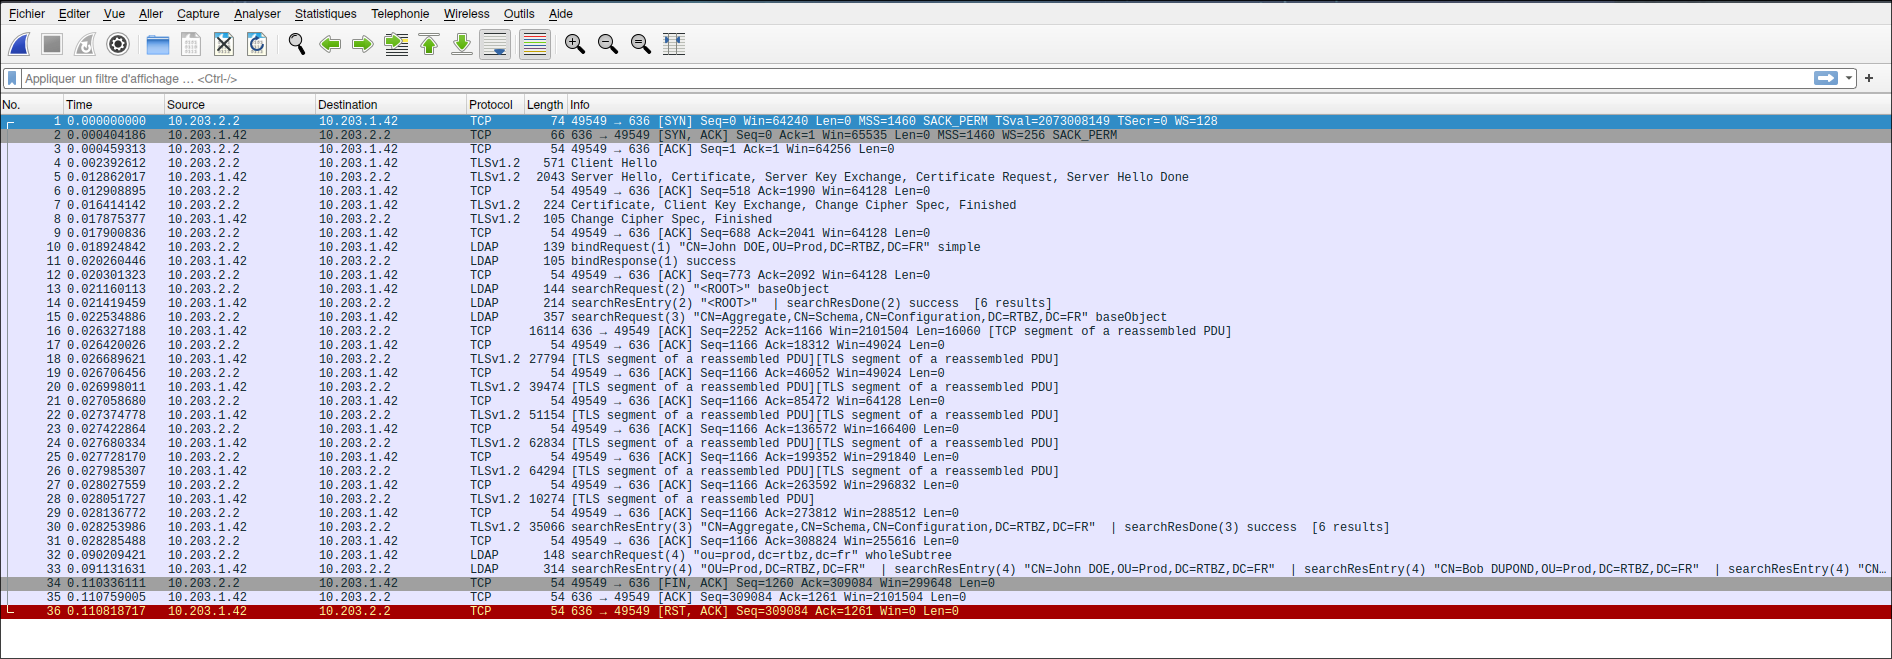 Fichier Editer Vue Aller Capture Analyser Statistiques Telephonie Wireless Outils Aide
Appliquer un filtre d'affichage … <Ctrl-/>
No. Time Source Destination Protocol Length Info
1 0.000000000 10.203.2.2 10.203.1.42 TCP 74 49549 → 636 [SYN] Seq=0 Win=64240 Len=0 MSS=1460 SACK_PERM TSval=2073008149 TSecr=0 WS=128
2 0.000404186 10.203.1.42 10.203.2.2 TCP 66 636 → 49549 [SYN, ACK] Seq=0 Ack=1 Win=65535 Len=0 MSS=1460 WS=256 SACK_PERM
3 0.000459313 10.203.2.2 10.203.1.42 TCP 54 49549 → 636 [ACK] Seq=1 Ack=1 Win=64256 Len=0
4 0.002392612 10.203.2.2 10.203.1.42 TLSv1.2 571 Client Hello
5 0.012862017 10.203.1.42 10.203.2.2 TLSv1.2 2043 Server Hello, Certificate, Server Key Exchange, Certificate Request, Server Hello Done
6 0.012908895 10.203.2.2 10.203.1.42 TCP 54 49549 → 636 [ACK] Seq=518 Ack=1990 Win=64128 Len=0
7 0.016414142 10.203.2.2 10.203.1.42 TLSv1.2 224 Certificate, Client Key Exchange, Change Cipher Spec, Finished
8 0.017875377 10.203.1.42 10.203.2.2 TLSv1.2 105 Change Cipher Spec, Finished
9 0.017900836 10.203.2.2 10.203.1.42 TCP 54 49549 → 636 [ACK] Seq=688 Ack=2041 Win=64128 Len=0
10 0.018924842 10.203.2.2 10.203.1.42 LDAP 139 bindRequest(1) "CN=John DOE,OU=Prod,DC=RTBZ,DC=FR" simple
11 0.020260446 10.203.1.42 10.203.2.2 LDAP 105 bindResponse(1) success
12 0.020301323 10.203.2.2 10.203.1.42 TCP 54 49549 → 636 [ACK] Seq=773 Ack=2092 Win=64128 Len=0
13 0.021160113 10.203.2.2 10.203.1.42 LDAP 144 searchRequest(2) "<ROOT>" baseObject
14 0.021419459 10.203.1.42 10.203.2.2 LDAP 214 searchResEntry(2) "<ROOT>" | searchResDone(2) success [6 results]
15 0.022534886 10.203.2.2 10.203.1.42 LDAP 357 searchRequest(3) "CN=Aggregate,CN=Schema,CN=Configuration,DC=RTBZ,DC=FR" baseObject
16 0.026327188 10.203.1.42 10.203.2.2 TCP 16114 636 → 49549 [ACK] Seq=2252 Ack=1166 Win=2101504 Len=16060 [TCP segment of a reassembled PDU]
17 0.026420026 10.203.2.2 10.203.1.42 TCP 54 49549 → 636 [ACK] Seq=1166 Ack=18312 Win=49024 Len=0
18 0.026689621 10.203.1.42 10.203.2.2 TLSv1.2 27794 [TLS segment of a reassembled PDU][TLS segment of a reassembled PDU]
19 0.026706456 10.203.2.2 10.203.1.42 TCP 54 49549 → 636 [ACK] Seq=1166 Ack=46052 Win=49024 Len=0
20 0.026998011 10.203.1.42 10.203.2.2 TLSv1.2 39474 [TLS segment of a reassembled PDU][TLS segment of a reassembled PDU]
21 0.027058680 10.203.2.2 10.203.1.42 TCP 54 49549 → 636 [ACK] Seq=1166 Ack=85472 Win=64128 Len=0
22 0.027374778 10.203.1.42 10.203.2.2 TLSv1.2 51154 [TLS segment of a reassembled PDU][TLS segment of a reassembled PDU]
23 0.027422864 10.203.2.2 10.203.1.42 TCP 54 49549 → 636 [ACK] Seq=1166 Ack=136572 Win=166400 Len=0
24 0.027680334 10.203.1.42 10.203.2.2 TLSv1.2 62834 [TLS segment of a reassembled PDU][TLS segment of a reassembled PDU]
25 0.027728170 10.203.2.2 10.203.1.42 TCP 54 49549 → 636 [ACK] Seq=1166 Ack=199352 Win=291840 Len=0
26 0.027985307 10.203.1.42 10.203.2.2 TLSv1.2 64294 [TLS segment of a reassembled PDU][TLS segment of a reassembled PDU]
27 0.028027559 10.203.2.2 10.203.1.42 TCP 54 49549 → 636 [ACK] Seq=1166 Ack=263592 Win=296832 Len=0
28 0.028051727 10.203.1.42 10.203.2.2 TLSv1.2 10274 [TLS segment of a reassembled PDU]
29 0.028136772 10.203.2.2 10.203.1.42 TCP 54 49549 → 636 [ACK] Seq=1166 Ack=273812 Win=288512 Len=0
30 0.028253986 10.203.1.42 10.203.2.2 TLSv1.2 35066 searchResEntry(3) "CN=Aggregate,CN=Schema,CN=Configuration,DC=RTBZ,DC=FR" | searchResDone(3) success [6 results]
31 0.028285488 10.203.2.2 10.203.1.42 TCP 54 49549 → 636 [ACK] Seq=1166 Ack=308824 Win=255616 Len=0
32 0.090209421 10.203.2.2 10.203.1.42 LDAP 148 searchRequest(4) "ou=prod,dc=rtbz,dc=fr" wholeSubtree
33 0.091131631 10.203.1.42 10.203.2.2 LDAP 314 searchResEntry(4) "OU=Prod,DC=RTBZ,DC=FR" | searchResEntry(4) "CN=John DOE,OU=Prod,DC=RTBZ,DC=FR" | searchResEntry(4) "CN=Bob DUPOND,OU=Prod,DC=RTBZ,DC=FR" | searchResEntry(4) "CN…
34 0.110336111 10.203.2.2 10.203.1.42 TCP 54 49549 → 636 [FIN, ACK] Seq=1260 Ack=309084 Win=299648 Len=0
35 0.110759005 10.203.1.42 10.203.2.2 TCP 54 636 → 49549 [ACK] Seq=309084 Ack=1261 Win=2101504 Len=0
36 0.110818717 10.203.1.42 10.203.2.2 TCP 54 636 → 49549 [RST, ACK] Seq=309084 Ack=1261 Win=0 Len=0